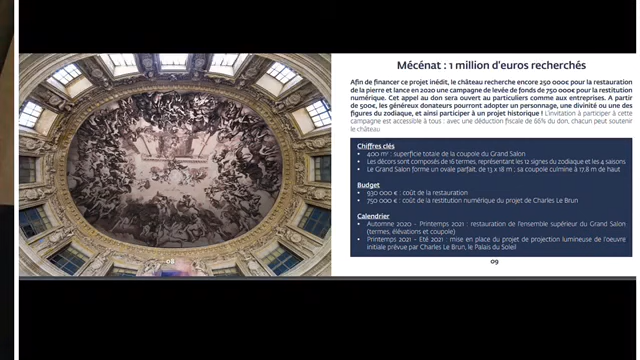 Mécénat : 1 million d'euros recherchés
Afin de financer ce projet inédit, le château recherche encore 250 000€ pour la restauration
de la pierre et lance en 2020 une campagne de levée de fonds de 750 000€ pour la restitution
numérique. Cet appel au don sera ouvert au particuliers comme aux entreprises. A partir
de 500€, les généreux donateurs pourront adopter un personnage, une divinité ou une des
figures du zodiaque, et ainsi participer à un projet historique ! L'invitation à participer à cette
campagne est accessible à tous : avec une déduction fiscale de 66% du don, chacun peut soutenir
le château
Chiffres clés
• 400 m² : superficie totale de la coupole du Grand Salon
• Les décors sont composés de 16 termes, représentant les 12 signes du zodiaque et les 4 saisons
• Le Grand Salon forme un ovale parfait, de 13 x 18 m ; sa coupole culmine à 17,8 m de haut
Budget
• 930 000 € : coût de la restauration
• 750 000 € : coût de la restitution numérique du projet de Charles Le Brun
Calendrier
• Automne 2020 - Printemps 2021 : restauration de l'ensemble supérieur du Grand Salon
(termes, élévations et coupole)
• Printemps 2021 - Eté 2021 : mise en place du projet de projection lumineuse de l'oeuvre
initiale prévue par Charles Le Brun, le Palais du Soleil
08
09